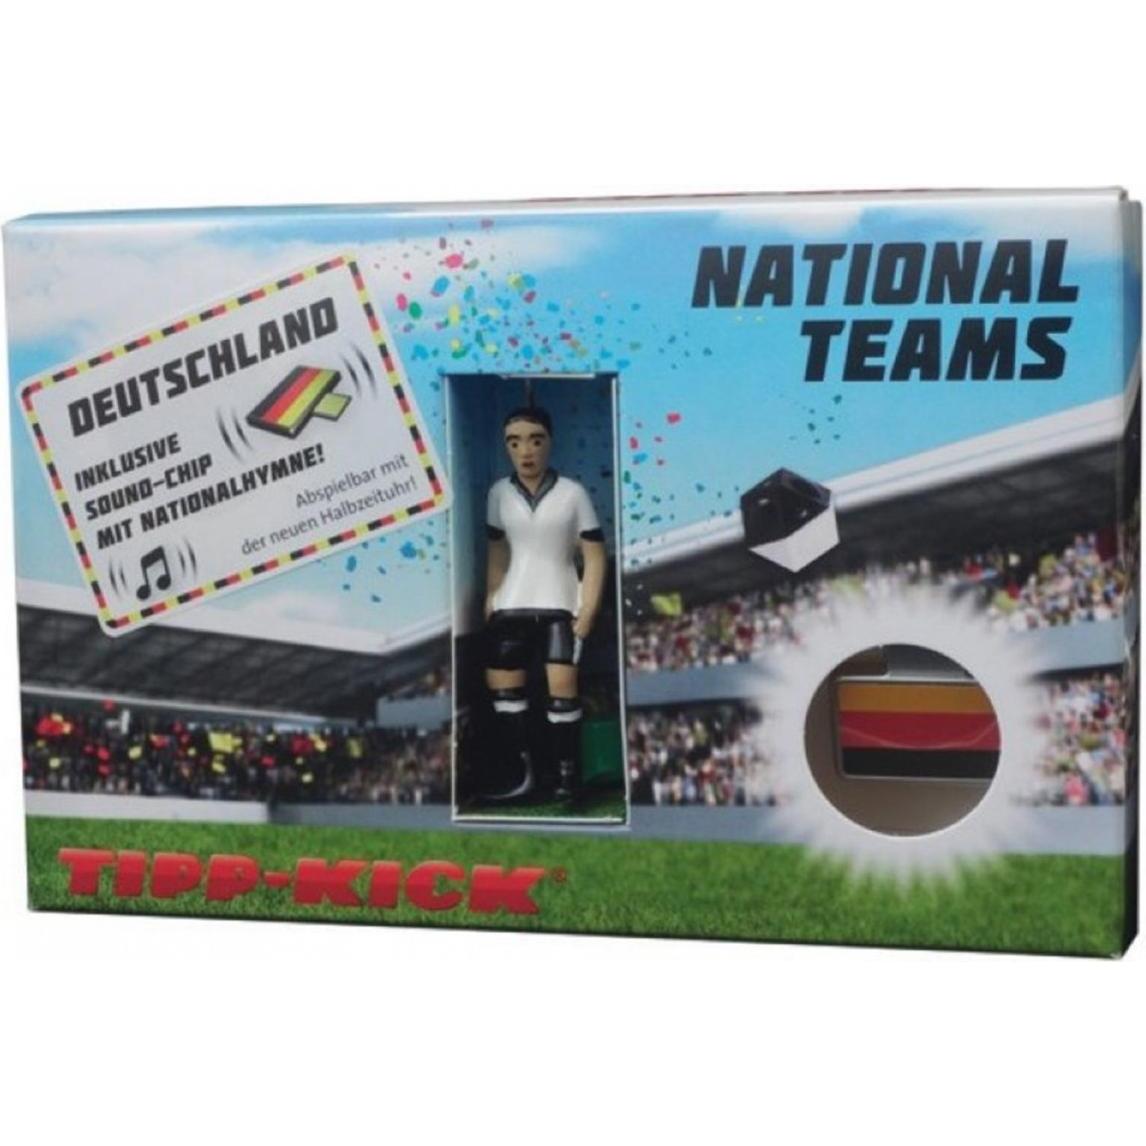 NATIONAL
TEAMS
DEUTSCHLAND
INKLUSIVE
SOUND-CHIP
MIT NATIONALHYMNE!
Abspielbar mit
der neuen Halbzeituhr!
TIPP-KICK®